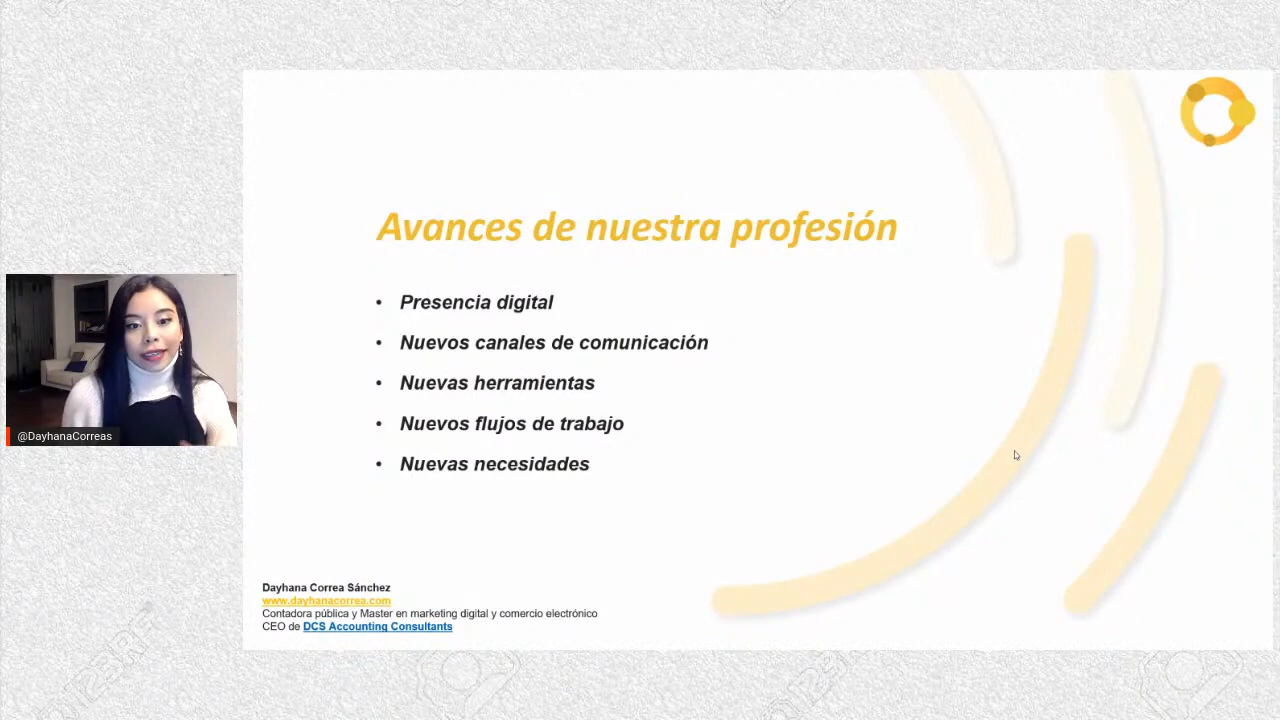 Avances de nuestra profesión
• Presencia digital
• Nuevos canales de comunicación
• Nuevas herramientas
• Nuevos flujos de trabajo
• Nuevas necesidades
@DayhanaCorreas
Dayhana Correa Sánchez
www.dayhanacorrea.com
Contadora pública y Master en marketing digital y comercio electrónico
CEO de DCS Accounting Consultants